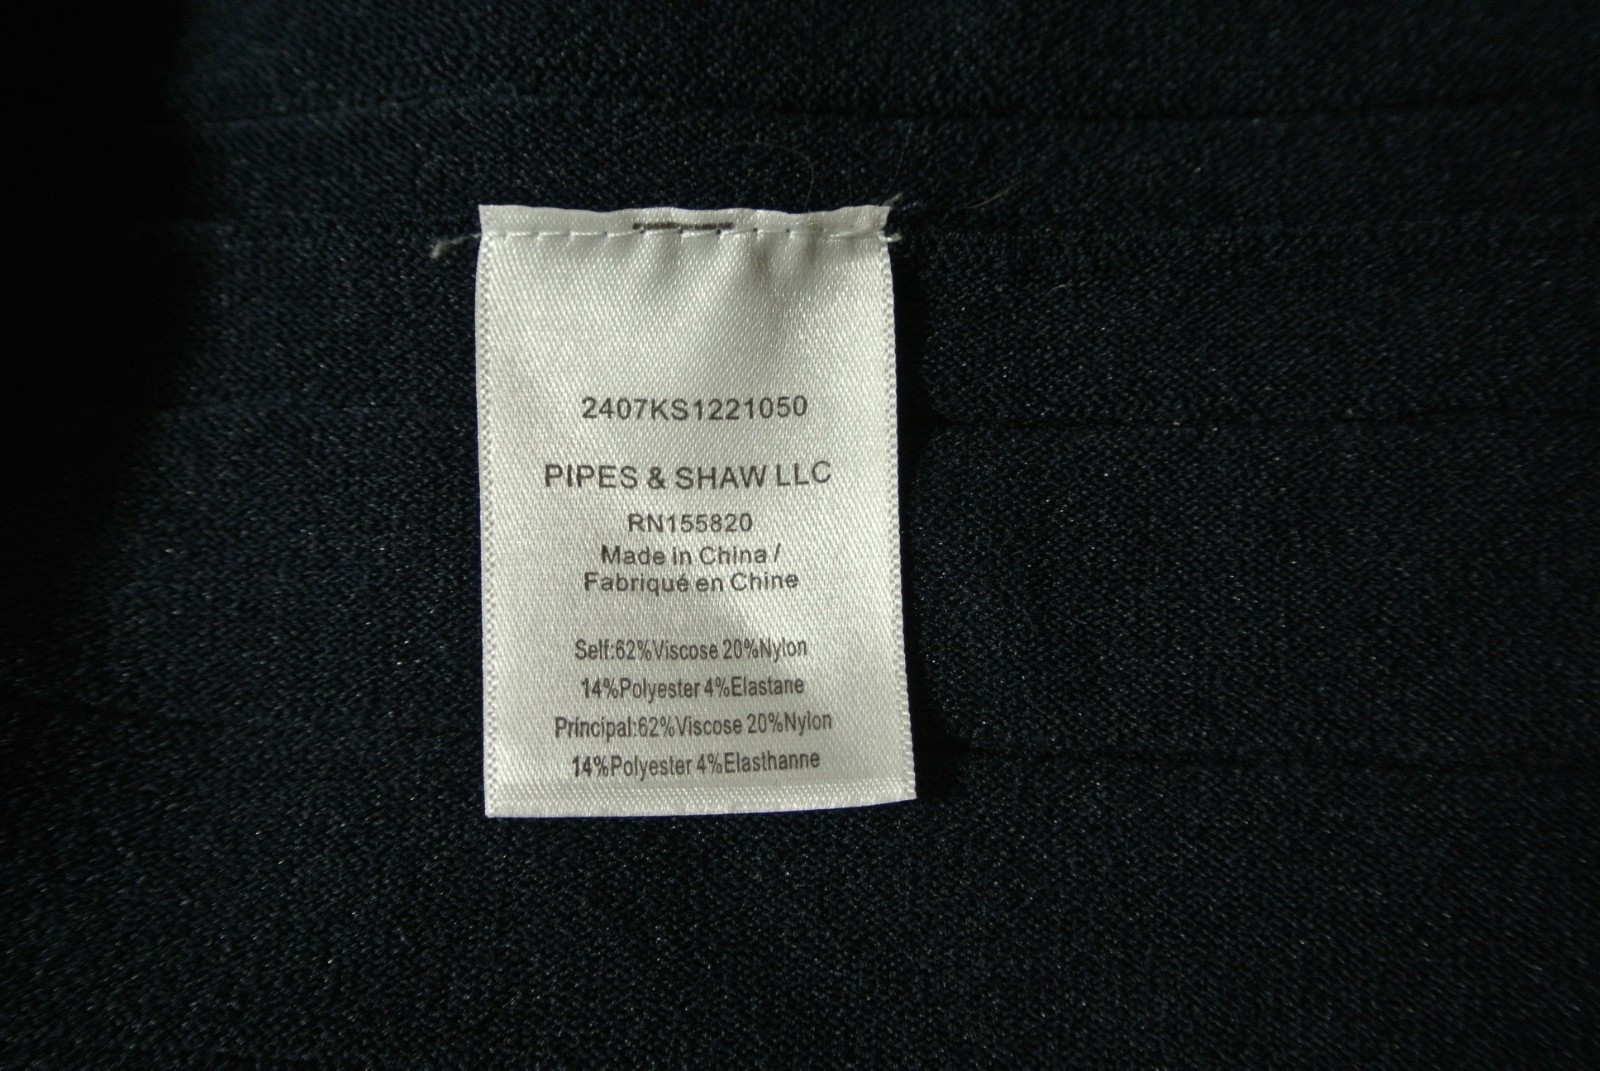 2407KS1221050
PIPES & SHAW LLC
RN155820
Made in China /
Fabriqué en Chine
Self:62%Viscose 20%Nylon
14%Polyester 4%Elastane
Principal:62%Viscose 20%Nylon
14%Polyester 4%Elasthanne